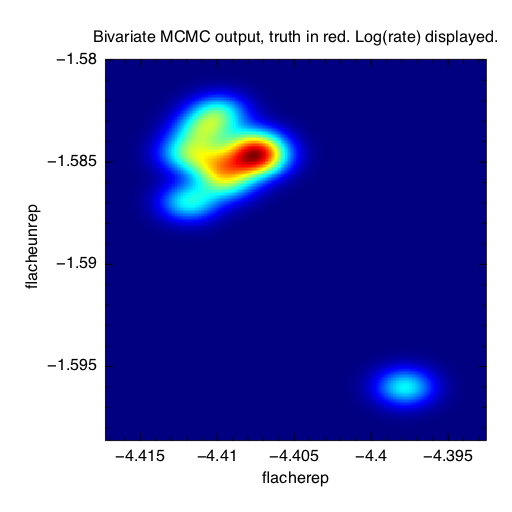 Bivariate MCMC output, truth in red. Log(rate) displayed.
−1.58
−1.585
−1.59
−1.595
flacheunrep
−4.415 −4.41 −4.405 −4.4 −4.395
flacherep